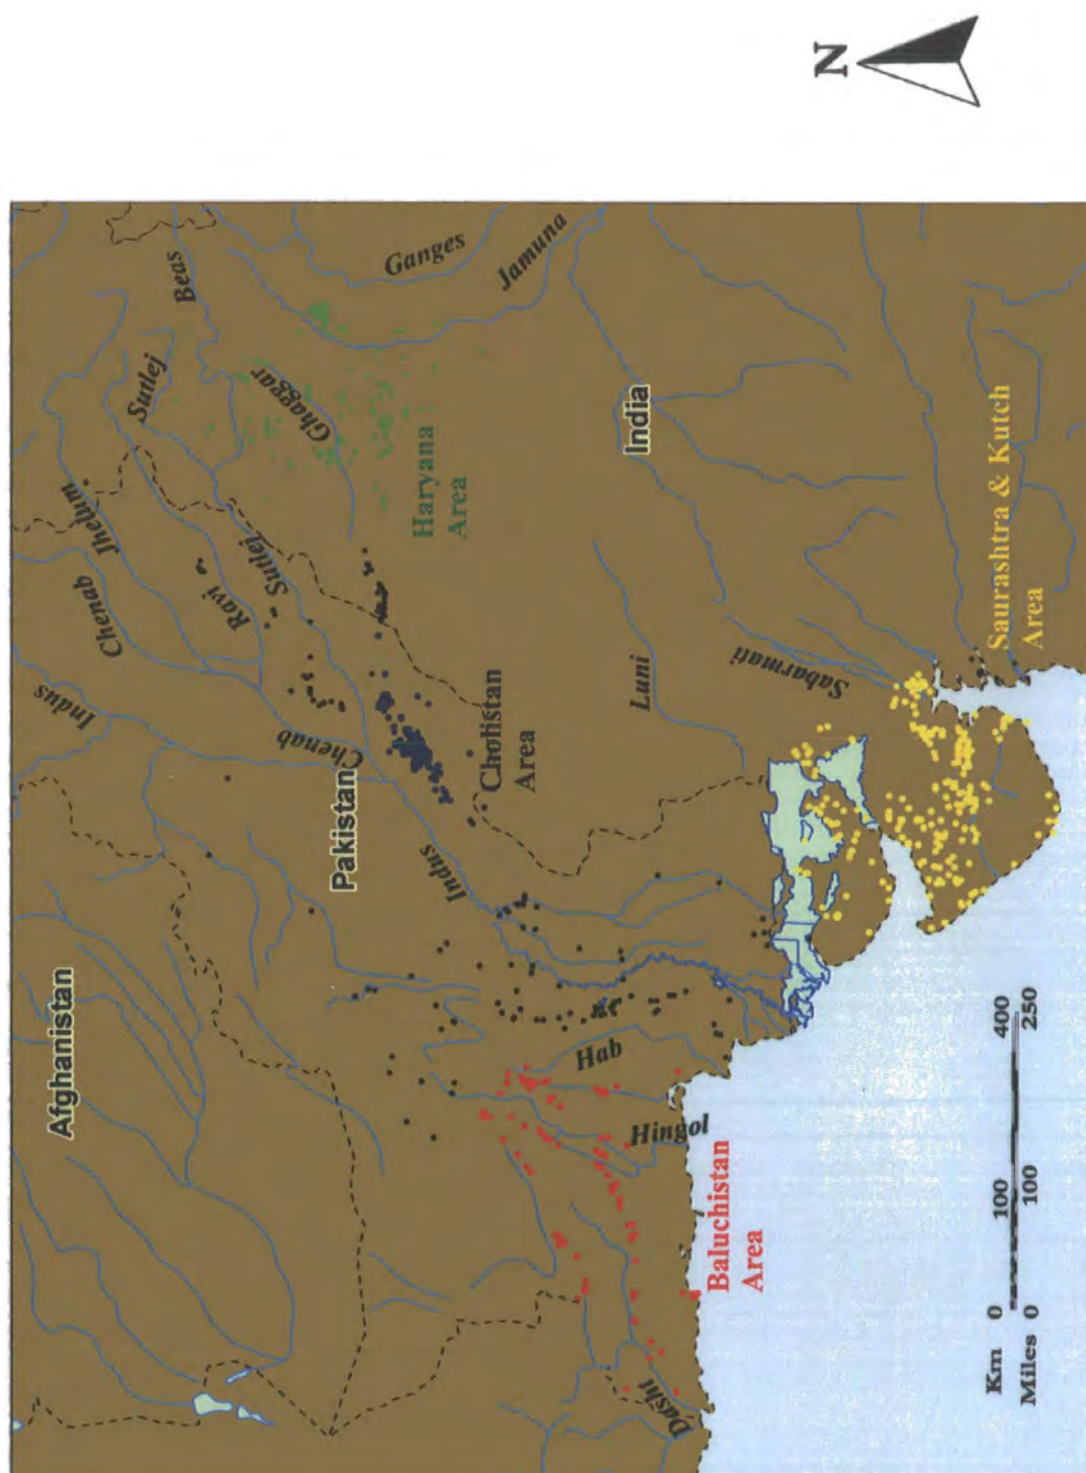 Afghanistan
Indus
Chenab
Jhelum
Sutlej
Beas
Ravi
Sutlej
Ghaggar
Pakistan
Chenab
Ganges
Haryana
Area
Indus
Jamuna
Cholistan
Area
Hab
India
Luni
Hingol
Dasht
Baluchistan
Area
Sabarmati
N
Saurashtra & Kutch
Area
Km 0 100 400
Miles 0 100 250